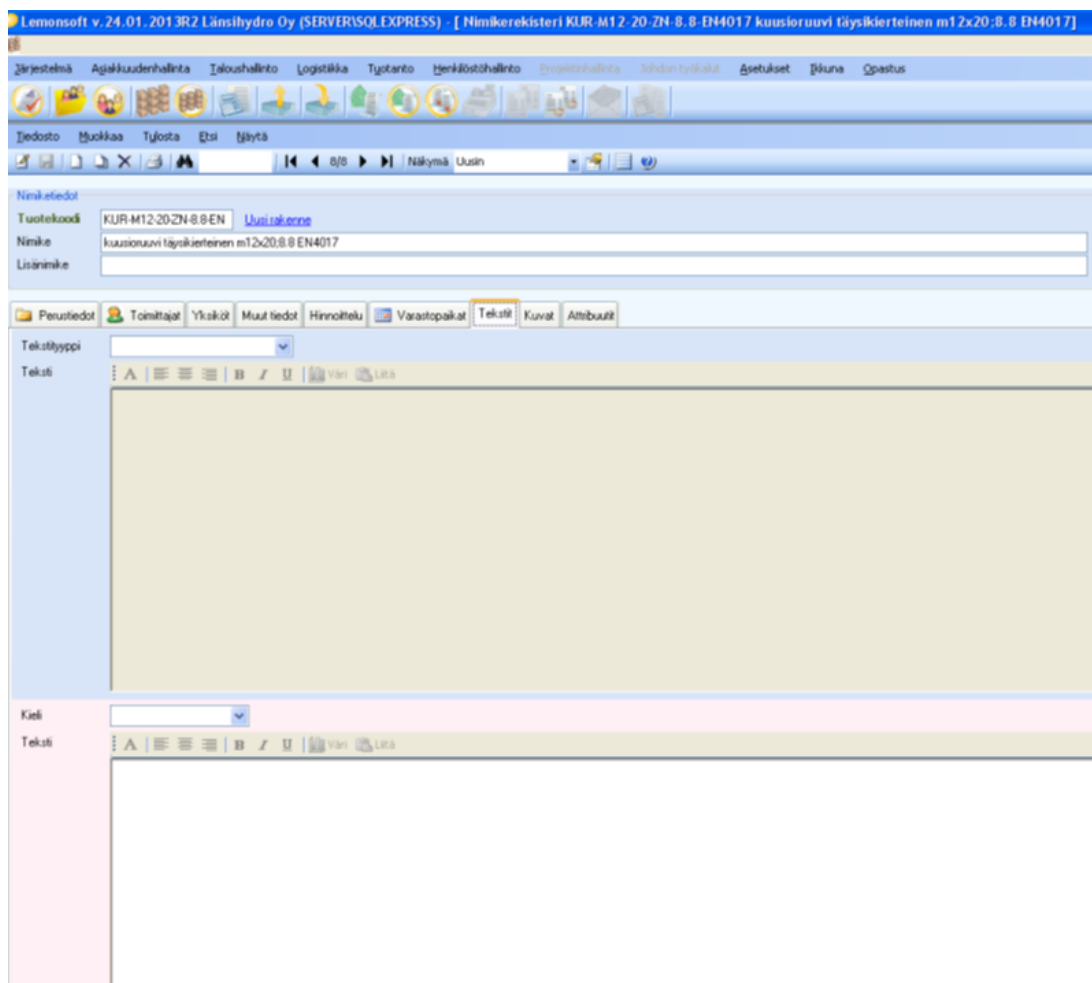 Lemonsoft v.24.01.2013R2 Länsihydro Oy (SERVER\SQLEXPRESS) - [ Nimikerekisteri KUR-M12-20-ZN-8.8-EN4017 kuusioruuvi täysikierteinen m12x20;8.8 EN4017]
Järjestelmä Asiakkuudenhallinta Taloushallinto Logistiikka Tuotanto Henkilöstöhallinto Projektinhallinta Johdon työkalut Asetukset Ikkuna Opastus
Tiedosto Muokkaa Tulosta Etsi Näytä
8/8 Näkymä Uusin
Nimiketiedot
Tuotekoodi KUR-M12-20-ZN-8.8-EN Uusi rakenne
Nimike kuusioruuvi täysikierteinen m12x20;8.8 EN4017
Lisänimike
Perustiedot Toimittajat Yksiköt Muut tiedot Hinnoittelu Varastopaikat Tekstit Kuvat Attribuutit
Tekstityyppi
Teksti A B I U Väri Liitä
Kieli
Teksti A B I U Väri Liitä